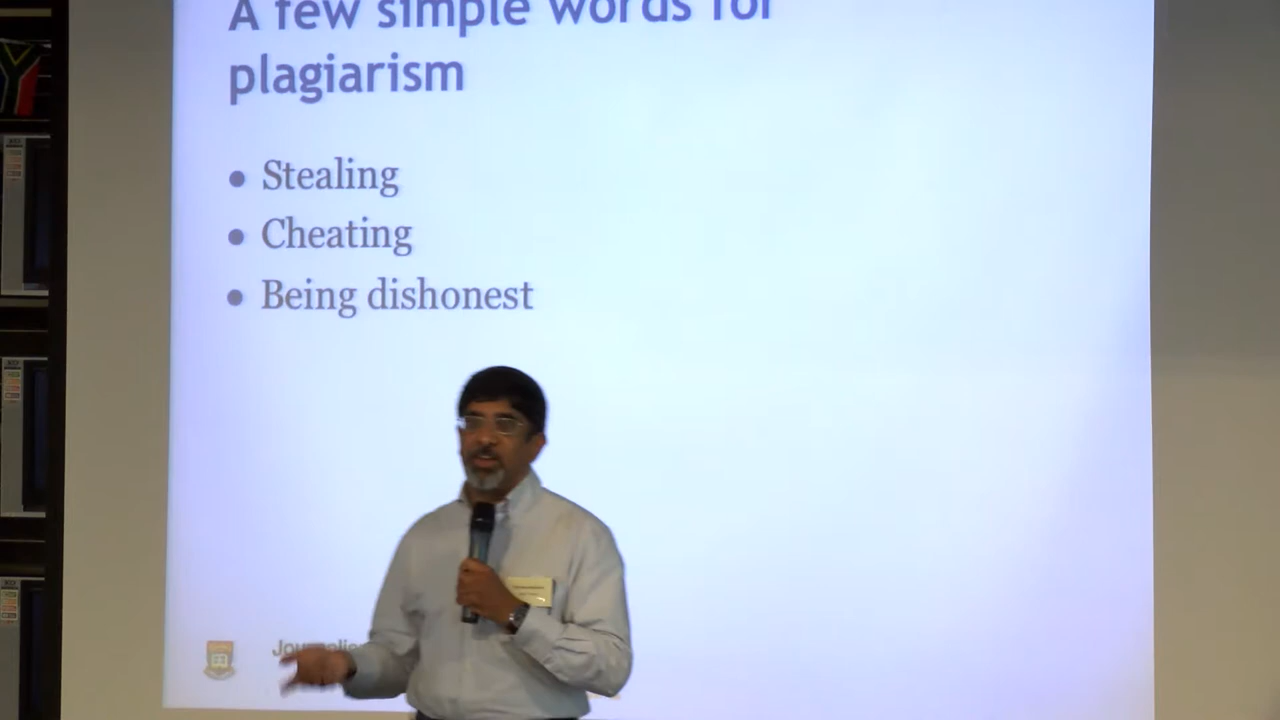 A few simple words for
plagiarism
• Stealing
• Cheating
• Being dishonest